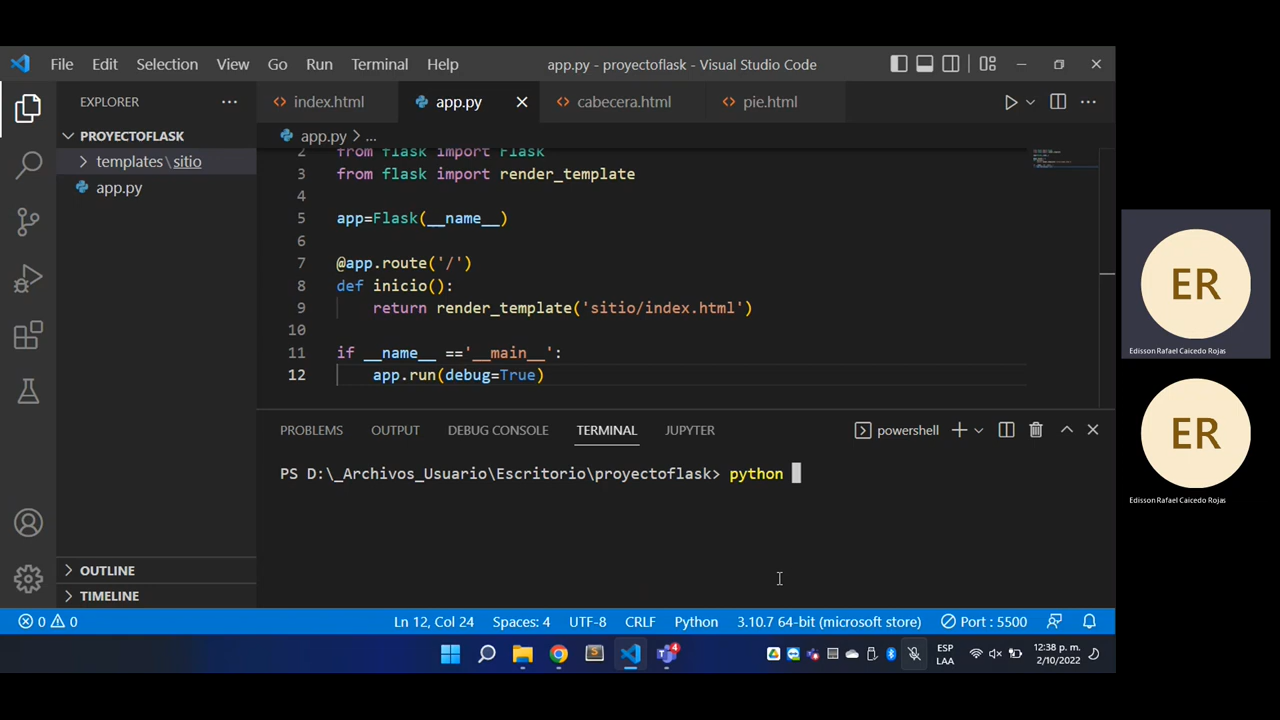 File Edit Selection View Go Run Terminal Help app.py - proyectoflask - Visual Studio Code
EXPLORER
index.html app.py cabecera.html pie.html
PROYECTOFLASK
templates\sitio
app.py
app.py > ...
2 from flask import Flask
3 from flask import render_template
4
5 app=Flask(__name__)
6
7 @app.route('/')
8 def inicio():
9 return render_template('sitio/index.html')
10
11 if __name__ =='__main__':
12 app.run(debug=True)
PROBLEMS OUTPUT DEBUG CONSOLE TERMINAL JUPYTER powershell
PS D:\_Archivos_Usuario\Escritorio\proyectoflask> python
OUTLINE
TIMELINE
0 0 Ln 12, Col 24 Spaces: 4 UTF-8 CRLF Python 3.10.7 64-bit (microsoft store) Port : 5500
4 ESP LAA 12:38 p. m. 2/10/2022
ER
Edisson Rafael Caicedo Rojas
ER
Edisson Rafael Caicedo Rojas